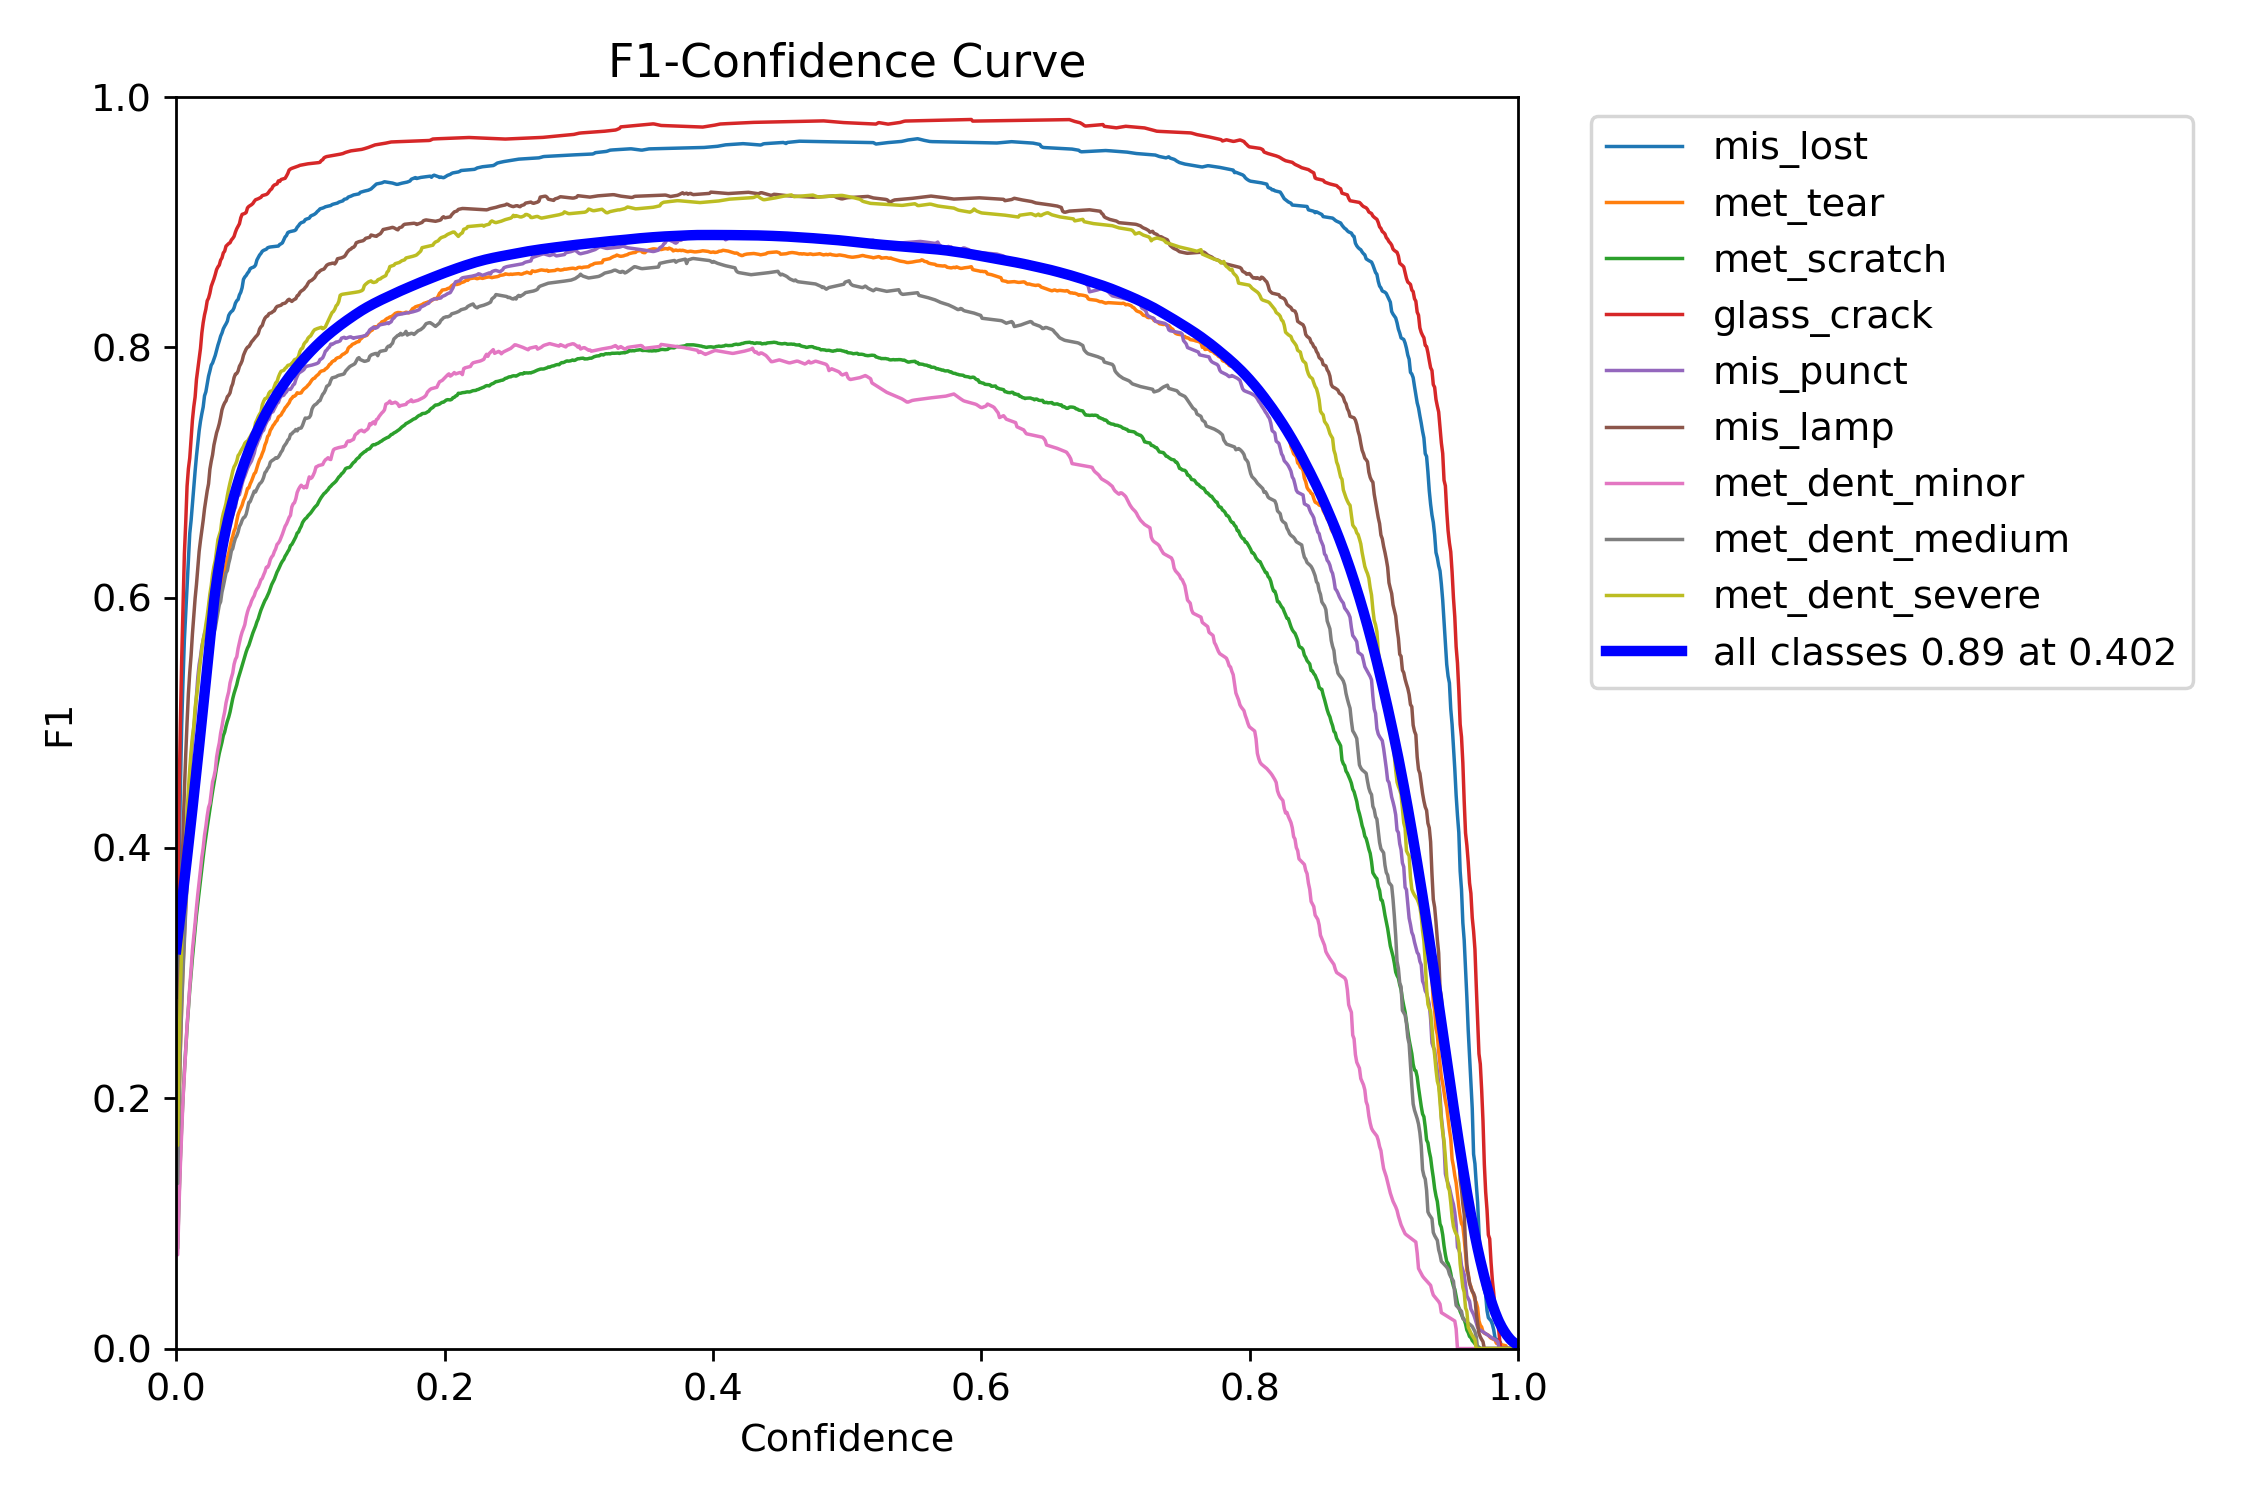 F1-Confidence Curve
1.0
0.8
0.6
0.4
0.2
0.0
F1
0.0 0.2 0.4 0.6 0.8 1.0
Confidence
mis_lost
met_tear
met_scratch
glass_crack
mis_punct
mis_lamp
met_dent_minor
met_dent_medium
met_dent_severe
all classes 0.89 at 0.402